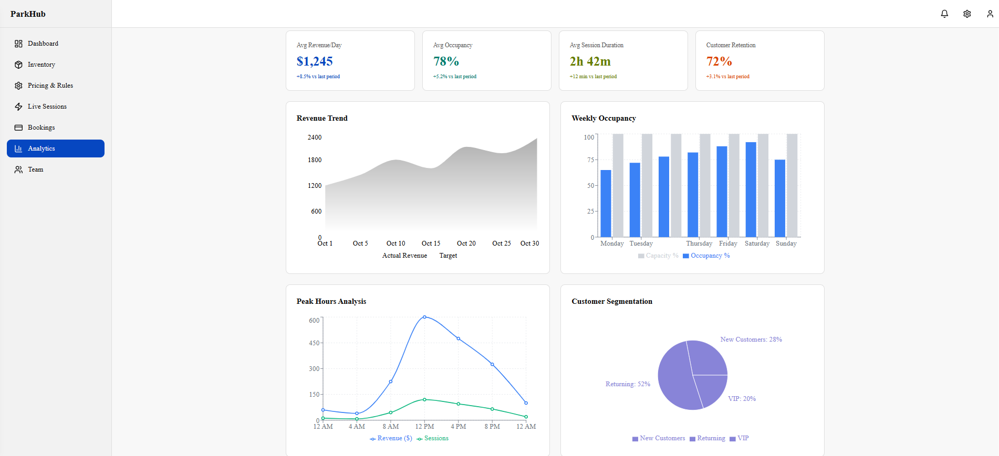 ParkHub
Dashboard
Inventory
Pricing & Rules
Live Sessions
Bookings
Analytics
Team
Avg Revenue/Day
$1,245
+8.5% vs last period
Avg Occupancy
78%
+5.2% vs last period
Avg Session Duration
2h 42m
+12 min vs last period
Customer Retention
72%
+3.1% vs last period
Revenue Trend
2400
1800
1200
600
0
Oct 1 Oct 5 Oct 10 Oct 15 Oct 20 Oct 25 Oct 30
Actual Revenue Target
Weekly Occupancy
100
75
50
25
0
Monday Tuesday Thursday Friday Saturday Sunday
Capacity % Occupancy %
Peak Hours Analysis
600
450
300
150
0
12 AM 4 AM 8 AM 12 PM 4 PM 8 PM 12 AM
Revenue ($) Sessions
Customer Segmentation
New Customers: 28%
Returning: 52%
VIP: 20%
New Customers Returning VIP